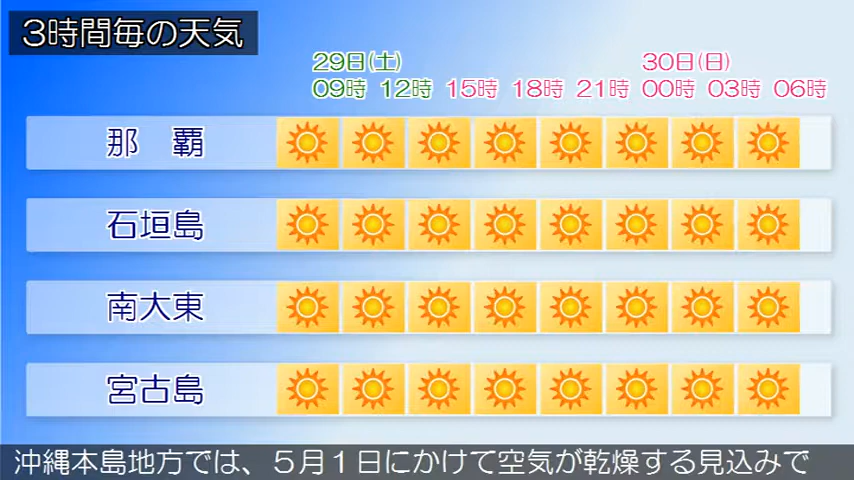 3時間毎の天気
29日(土) 30日(日)
09時 12時 15時 18時 21時 00時 03時 06時
那　覇
石垣島
南大東
宮古島
沖縄本島地方では、５月１日にかけて空気が乾燥する見込みで